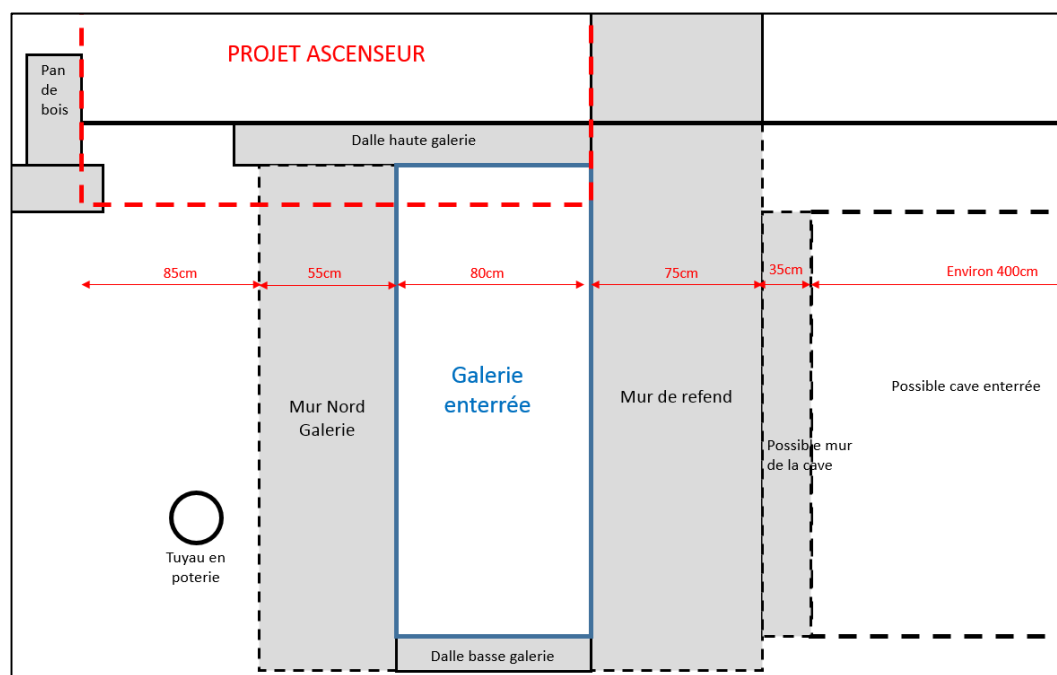 PROJET ASCENSEUR
Pan
de
bois
Dalle haute galerie
85cm
55cm
80cm
75cm
35cm
Environ 400cm
Galerie
enterrée
Mur Nord
Galerie
Mur de refend
Possible cave enterrée
Possible mur
de la cave
Tuyau en
poterie
Dalle basse galerie